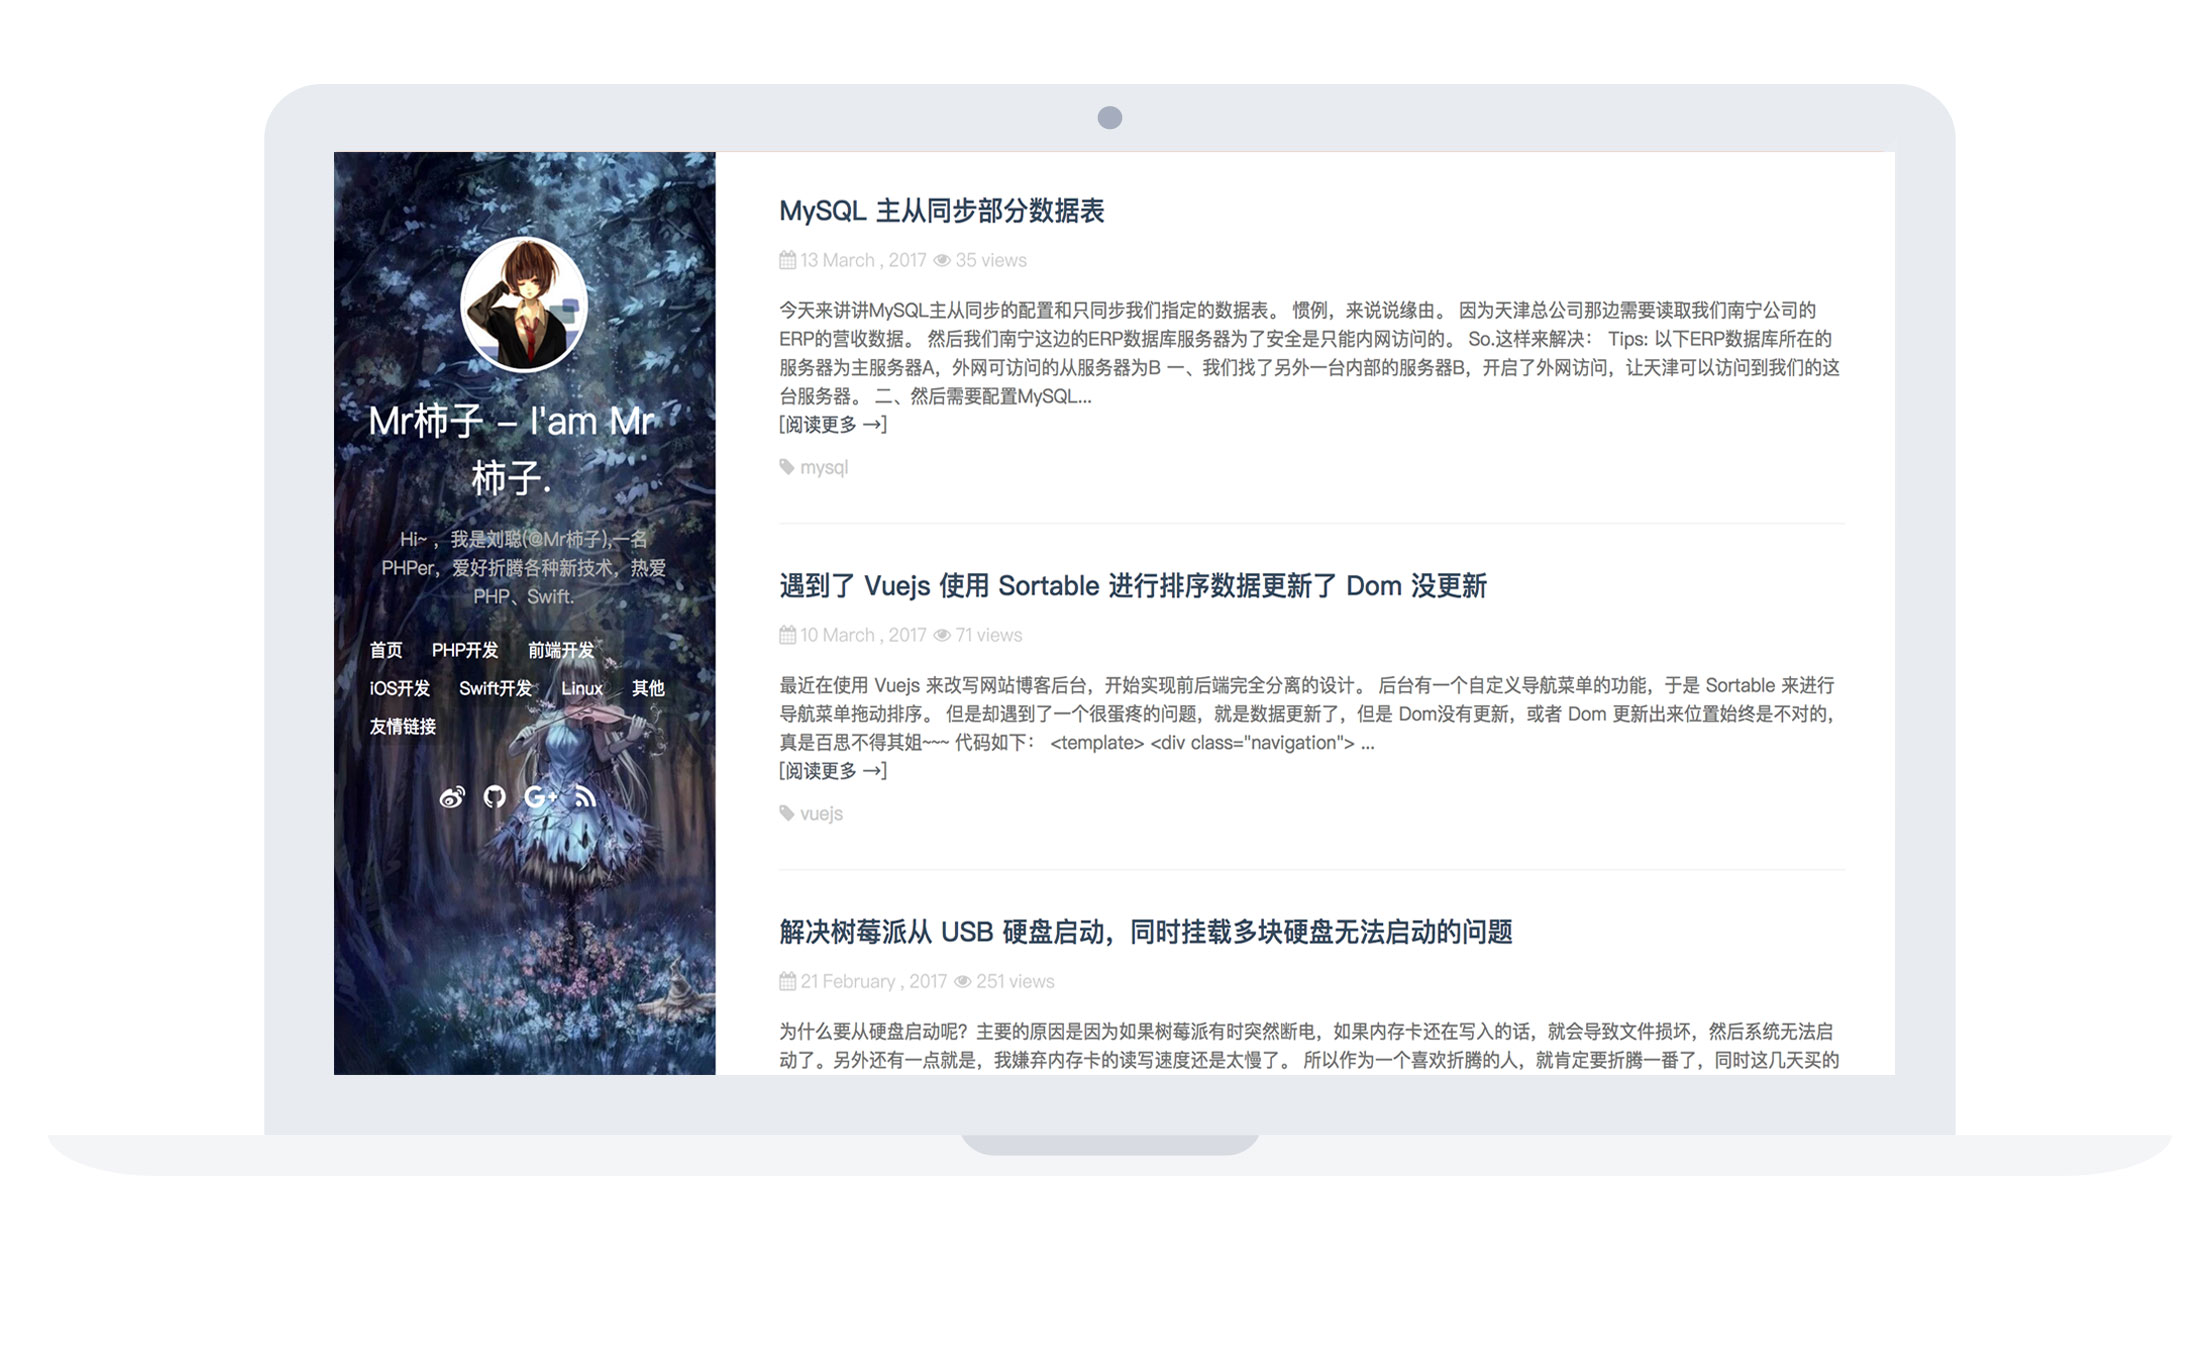 Mr柿子 – I'am Mr
柿子.
Hi~ ，我是刘聪(@Mr柿子),一名
PHPer，爱好折腾各种新技术，热爱
PHP、Swift.
首页 PHP开发 前端开发
iOS开发 Swift开发 Linux 其他
友情链接
MySQL 主从同步部分数据表
13 March , 2017 35 views
今天来讲讲MySQL主从同步的配置和只同步我们指定的数据表。 惯例，来说说缘由。 因为天津总公司那边需要读取我们南宁公司的
ERP的营收数据。 然后我们南宁这边的ERP数据库服务器为了安全是只能内网访问的。 So.这样来解决： Tips: 以下ERP数据库所在的
服务器为主服务器A，外网可访问的从服务器为B 一、我们找了另外一台内部的服务器B，开启了外网访问，让天津可以访问到我们的这
台服务器。 二、然后需要配置MySQL...
[阅读更多 →]
mysql
遇到了 Vuejs 使用 Sortable 进行排序数据更新了 Dom 没更新
10 March , 2017 71 views
最近在使用 Vuejs 来改写网站博客后台，开始实现前后端完全分离的设计。 后台有一个自定义导航菜单的功能，于是 Sortable 来进行
导航菜单拖动排序。 但是却遇到了一个很蛋疼的问题，就是数据更新了，但是 Dom没有更新，或者 Dom 更新出来位置始终是不对的，
真是百思不得其姐~~~ 代码如下： <template> <div class="navigation"> ...
[阅读更多 →]
vuejs
解决树莓派从 USB 硬盘启动，同时挂载多块硬盘无法启动的问题
21 February , 2017 251 views
为什么要从硬盘启动呢？主要的原因是因为如果树莓派有时突然断电，如果内存卡还在写入的话，就会导致文件损坏，然后系统无法启
动了。另外还有一点就是，我嫌弃内存卡的读写速度还是太慢了。 所以作为一个喜欢折腾的人，就肯定要折腾一番了，同时这几天买的